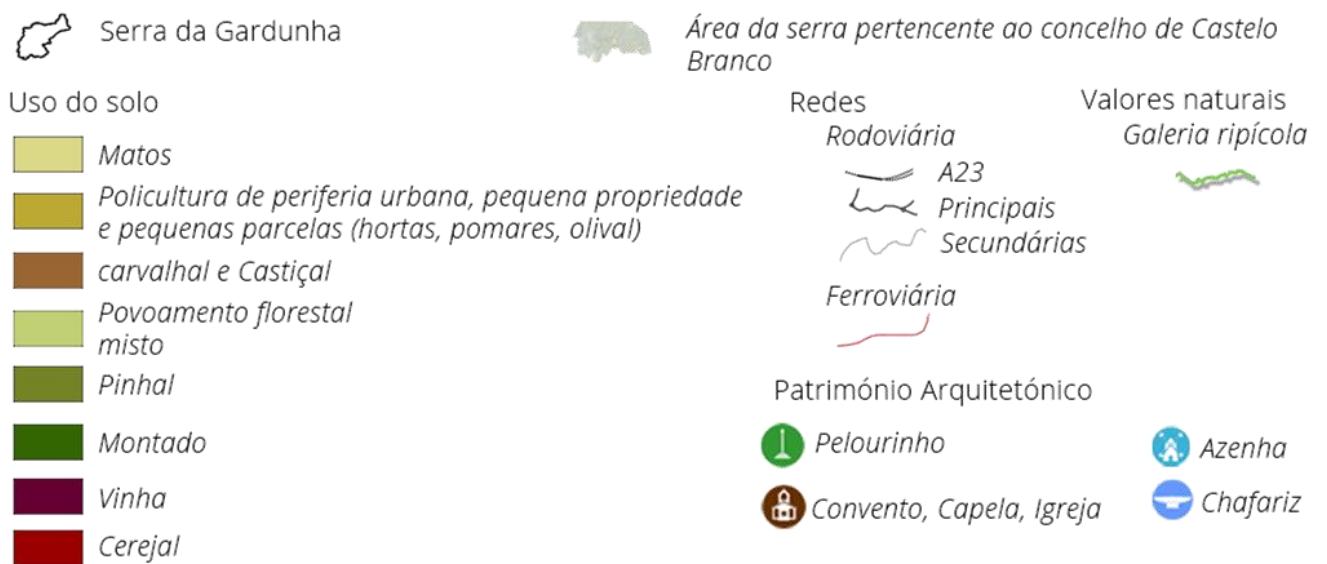 Serra da Gardunha
Área da serra pertencente ao concelho de Castelo
Branco
Uso do solo
Matos
Policultura de periferia urbana, pequena propriedade
e pequenas parcelas (hortas, pomares, olival)
carvalhal e Castiçal
Povoamento florestal
misto
Pinhal
Montado
Vinha
Cerejal
Redes
Rodoviária
A23
Principais
Secundárias
Ferroviária
Valores naturais
Galeria ripícola
Património Arquitetónico
Pelourinho
Convento, Capela, Igreja
Azenha
Chafariz